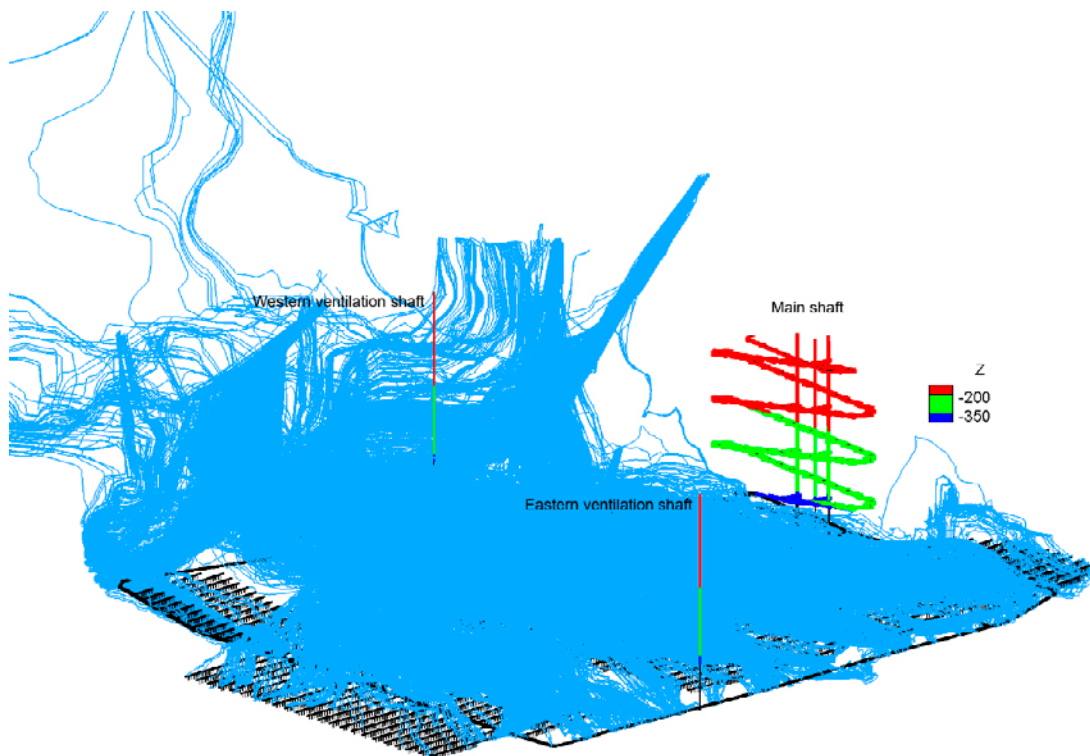 Western ventilation shaft
Main shaft
Z
-200
-350
Eastern ventilation shaft